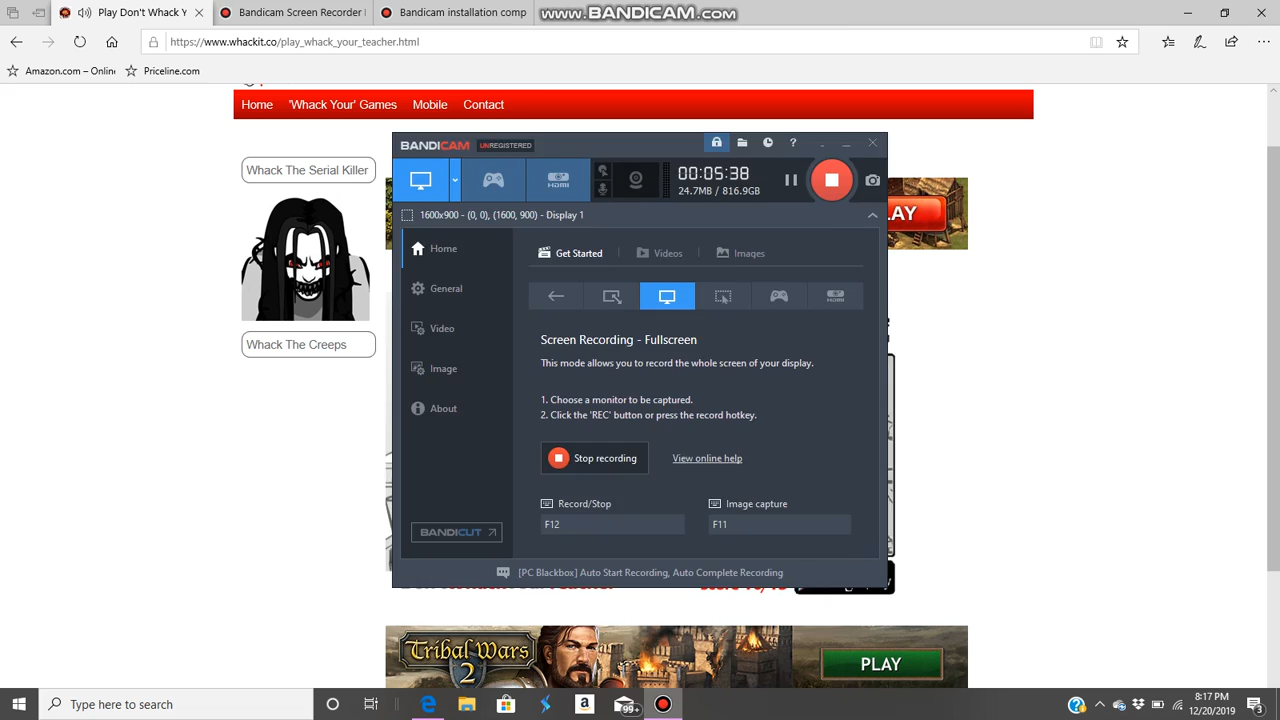 Play Don't Whack Y
Bandicam Screen Recorder
Bandicam installation comp
www.BANDICAM.com
https://www.whackit.co/play_whack_your_teacher.html
Amazon.com – Onlin
Priceline.com
Home
'Whack Your' Games
Mobile
Contact
Whack The Serial Killer
Whack The Creeps
BANDICAM
UNREGISTERED
HDMI
00:05:38
24.7MB / 816.9GB
1600x900 - (0, 0), (1600, 900) - Display 1
Home
General
Video
Image
About
BANDICUT
Get Started
Videos
Images
HDMI
Screen Recording - Fullscreen
This mode allows you to record the whole screen of your display.
1. Choose a monitor to be captured.
2. Click the 'REC' button or press the record hotkey.
Stop recording
View online help
Record/Stop
Image capture
F12
F11
[PC Blackbox] Auto Start Recording, Auto Complete Recording
LAY
TRIBAL WARS
2
PLAY
Type here to search
99+
8:17 PM
12/20/2019
3